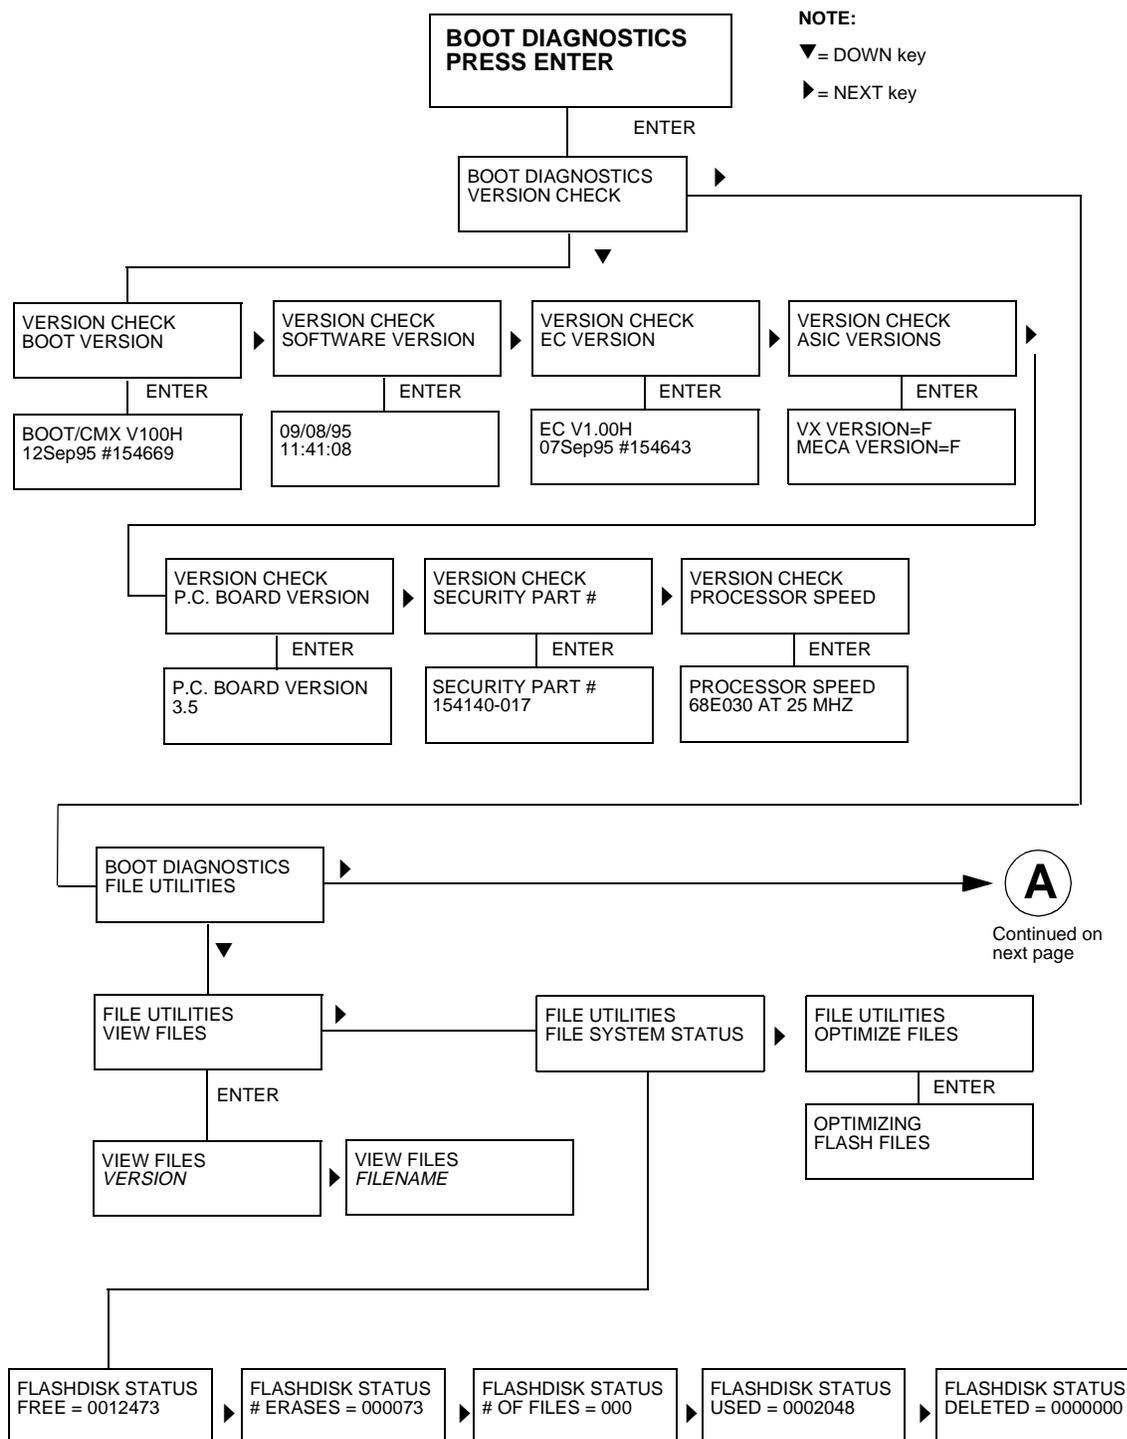 BOOT DIAGNOSTICS
PRESS ENTER
NOTE:
▼= DOWN key
▶= NEXT key
ENTER
BOOT DIAGNOSTICS
VERSION CHECK
VERSION CHECK
BOOT VERSION
VERSION CHECK
SOFTWARE VERSION
VERSION CHECK
EC VERSION
VERSION CHECK
ASIC VERSIONS
ENTER
ENTER
ENTER
ENTER
BOOT/CMX V100H
12Sep95 #154669
09/08/95
11:41:08
EC V1.00H
07Sep95 #154643
VX VERSION=F
MECA VERSION=F
VERSION CHECK
P.C. BOARD VERSION
VERSION CHECK
SECURITY PART #
VERSION CHECK
PROCESSOR SPEED
ENTER
ENTER
ENTER
P.C. BOARD VERSION
3.5
SECURITY PART #
154140-017
PROCESSOR SPEED
68E030 AT 25 MHZ
BOOT DIAGNOSTICS
FILE UTILITIES
A
Continued on
next page
FILE UTILITIES
VIEW FILES
FILE UTILITIES
FILE SYSTEM STATUS
FILE UTILITIES
OPTIMIZE FILES
ENTER
ENTER
OPTIMIZING
FLASH FILES
VIEW FILES
VERSION
VIEW FILES
FILENAME
FLASHDISK STATUS
FREE = 0012473
FLASHDISK STATUS
# ERASES = 000073
FLASHDISK STATUS
# OF FILES = 000
FLASHDISK STATUS
USED = 0002048
FLASHDISK STATUS
DELETED = 0000000